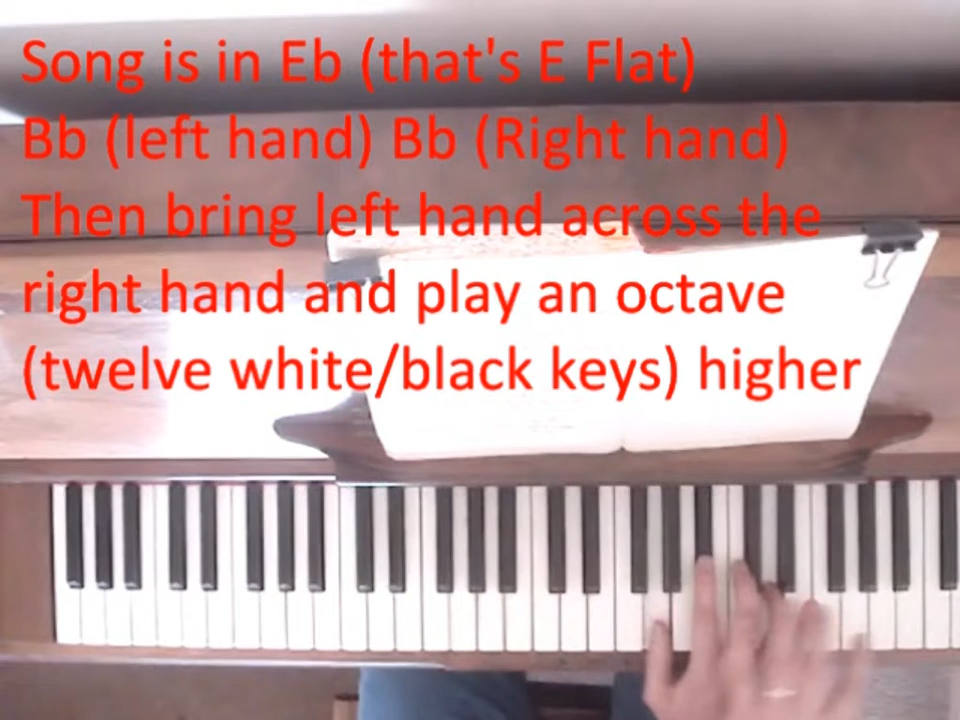 Song is in Eb (that's E Flat)
Bb (left hand) Bb (Right hand)
Then bring left hand across the
right hand and play an octave
(twelve white/black keys) higher